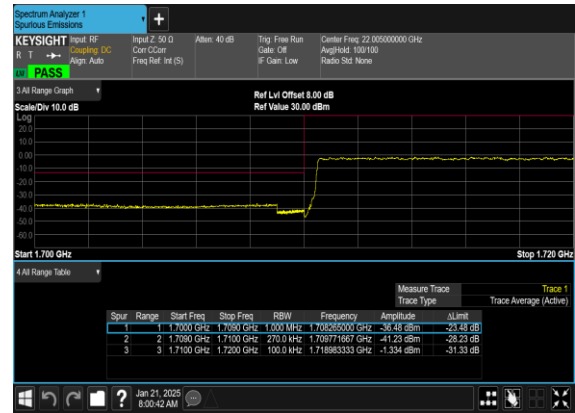 Spectrum Analyzer 1
Spurious Emissions
+
KEYSIGHT Input: RF Input Z: 50 Ω Atten: 40 dB Trig: Free Run Center Freq: 22.005000000 GHz
R T Coupling: DC Corr CCorr Gate: Off Avg|Hold: 100/100
Align: Auto Freq Ref: Int (S) IF Gain: Low Radio Std: None
PASS
3 All Range Graph
Ref Lvl Offset 8.00 dB
Scale/Div 10.0 dB Ref Value 30.00 dBm
Log
20.0
10.0
0.00
-10.0
-20.0
-30.0
-40.0
-50.0
-60.0
Start 1.700 GHz Stop 1.720 GHz
4 All Range Table
Measure Trace Trace 1
Trace Type Trace Average (Active)
Spur Range Start Freq Stop Freq RBW Frequency Amplitude ΔLimit
1 1 1.7000 GHz 1.7090 GHz 1.000 MHz 1.708265000 GHz -36.48 dBm -23.48 dB
2 2 1.7090 GHz 1.7100 GHz 270.0 kHz 1.709771667 GHz -41.23 dBm -28.23 dB
3 3 1.7100 GHz 1.7200 GHz 100.0 kHz 1.718983333 GHz -1.334 dBm -31.33 dB
? Jan 21, 2025
8:00:42 AM